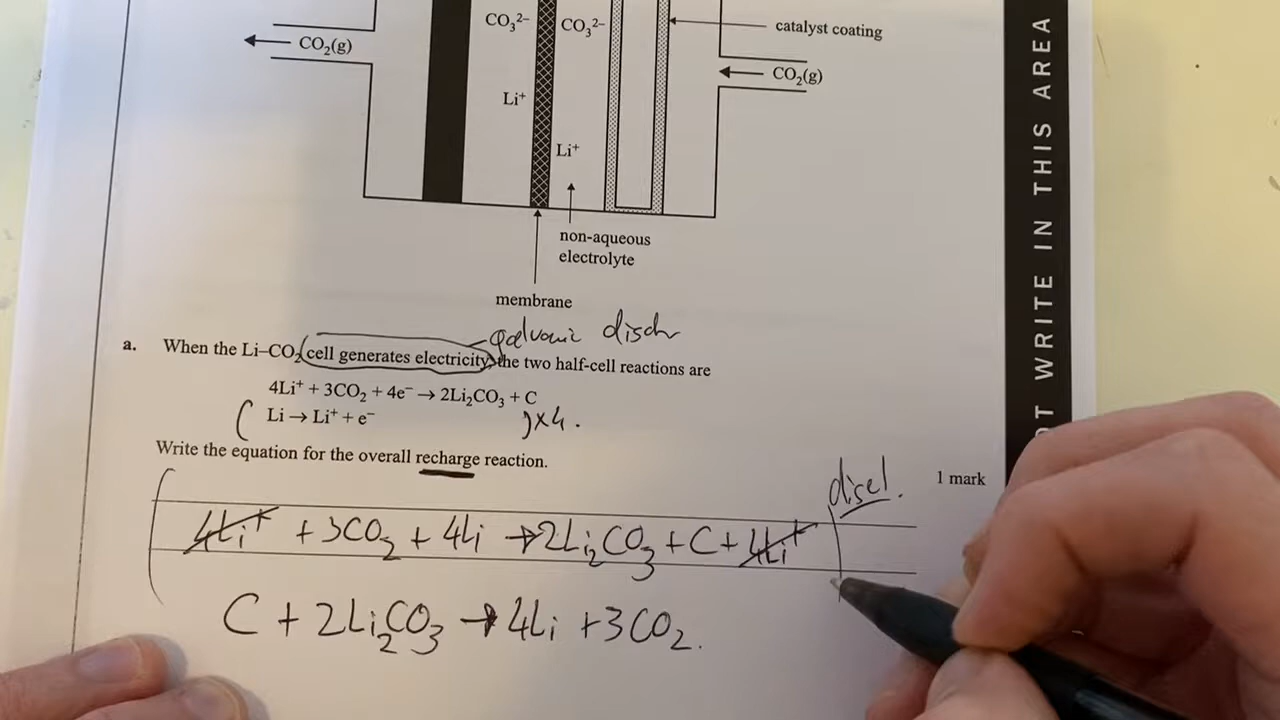 CO₃²⁻ CO₃²⁻
catalyst coating
CO₂(g)
CO₂(g)
Li⁺
Li⁺
non-aqueous
electrolyte
membrane
galvanic disch
a. When the Li–CO₂ cell generates electricity, the two half-cell reactions are
4Li⁺ + 3CO₂ + 4e⁻ → 2Li₂CO₃ + C
( Li → Li⁺ + e⁻ )x4.
Write the equation for the overall recharge reaction.
1 mark
4Li⁺ + 3CO₂ + 4Li → 2Li₂CO₃ + C + 4Li⁺
C + 2Li₂CO₃ → 4Li + 3CO₂.
OT WRITE IN THIS AREA